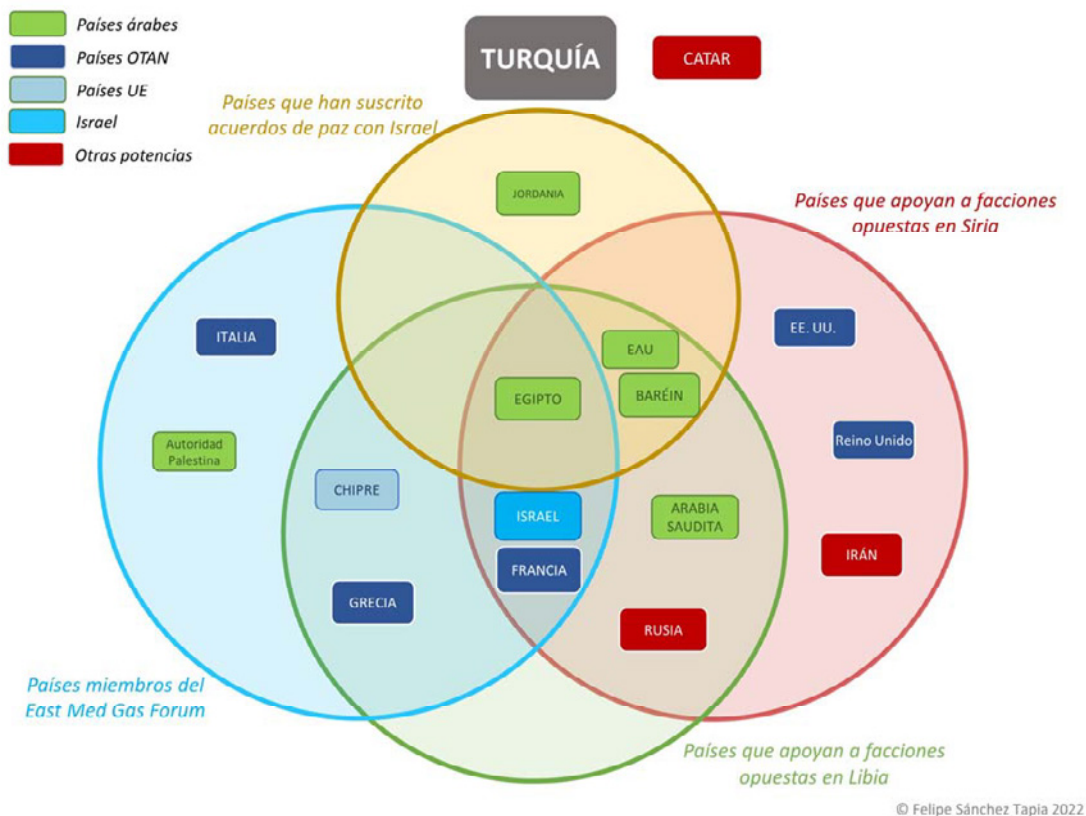 Países árabes
Países OTAN
Países UE
Israel
Otras potencias
TURQUÍA
CATAR
Países que han suscrito
acuerdos de paz con Israel
JORDANIA
Países que apoyan a facciones
opuestas en Siria
ITALIA
EE. UU.
EAU
BARÉIN
EGIPTO
Autoridad
Palestina
Reino Unido
CHIPRE
ISRAEL
ARABIA
SAUDITA
IRÁN
FRANCIA
GRECIA
RUSIA
Países miembros del
East Med Gas Forum
Países que apoyan a facciones
opuestas en Libia
© Felipe Sánchez Tapia 2022